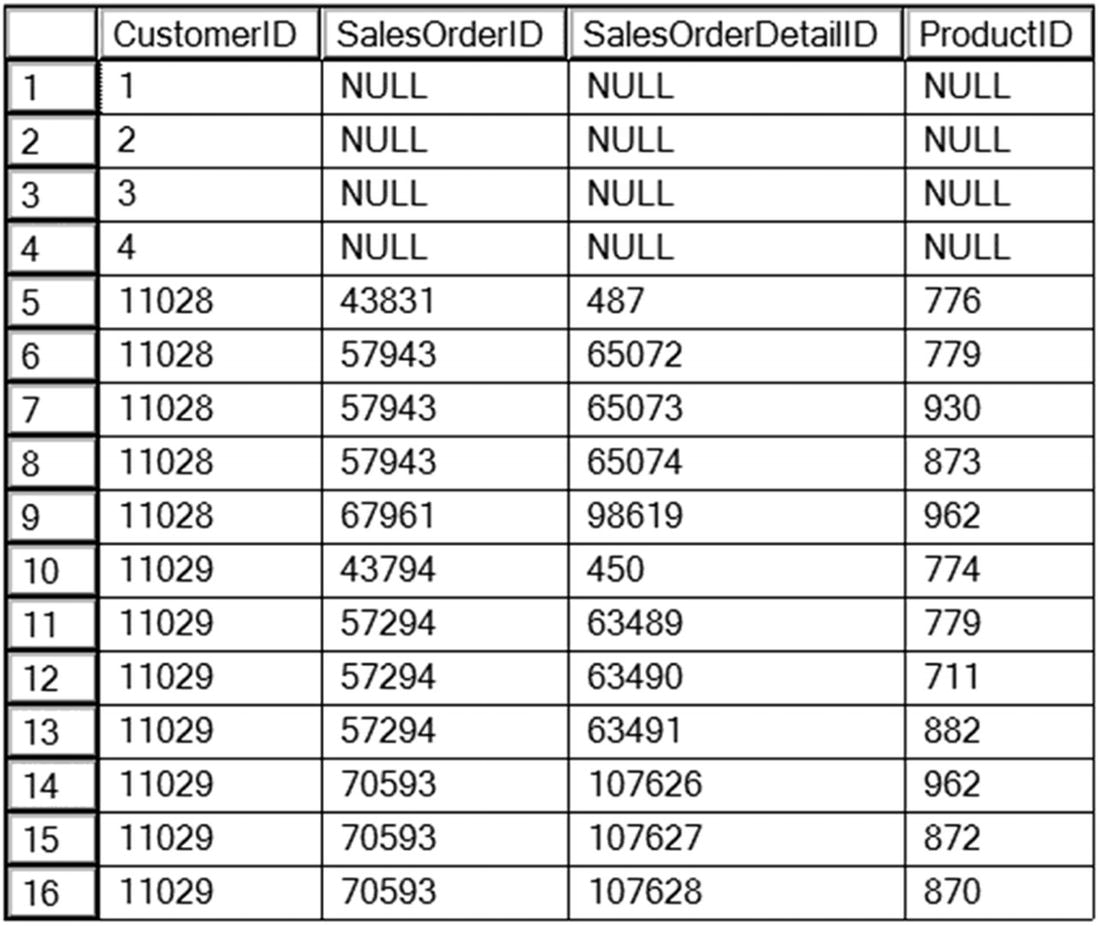 CustomerID SalesOrderID SalesOrderDetailID ProductID
1 1 NULL NULL NULL
2 2 NULL NULL NULL
3 3 NULL NULL NULL
4 4 NULL NULL NULL
5 11028 43831 487 776
6 11028 57943 65072 779
7 11028 57943 65073 930
8 11028 57943 65074 873
9 11028 67961 98619 962
10 11029 43794 450 774
11 11029 57294 63489 779
12 11029 57294 63490 711
13 11029 57294 63491 882
14 11029 70593 107626 962
15 11029 70593 107627 872
16 11029 70593 107628 870